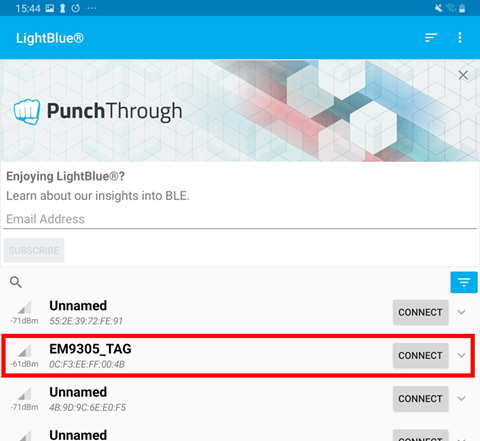 15:44
LightBlue®
PunchThrough
Enjoying LightBlue®?
Learn about our insights into BLE.
Email Address
SUBSCRIBE
Unnamed
-71dBm
55:2E:39:72:FE:91
CONNECT
EM9305_TAG
-61dBm
0C:F3:EE:FF:00:4B
CONNECT
Unnamed
-71dBm
4B:9D:9C:6E:E0:F5
CONNECT
Unnamed
CONNECT